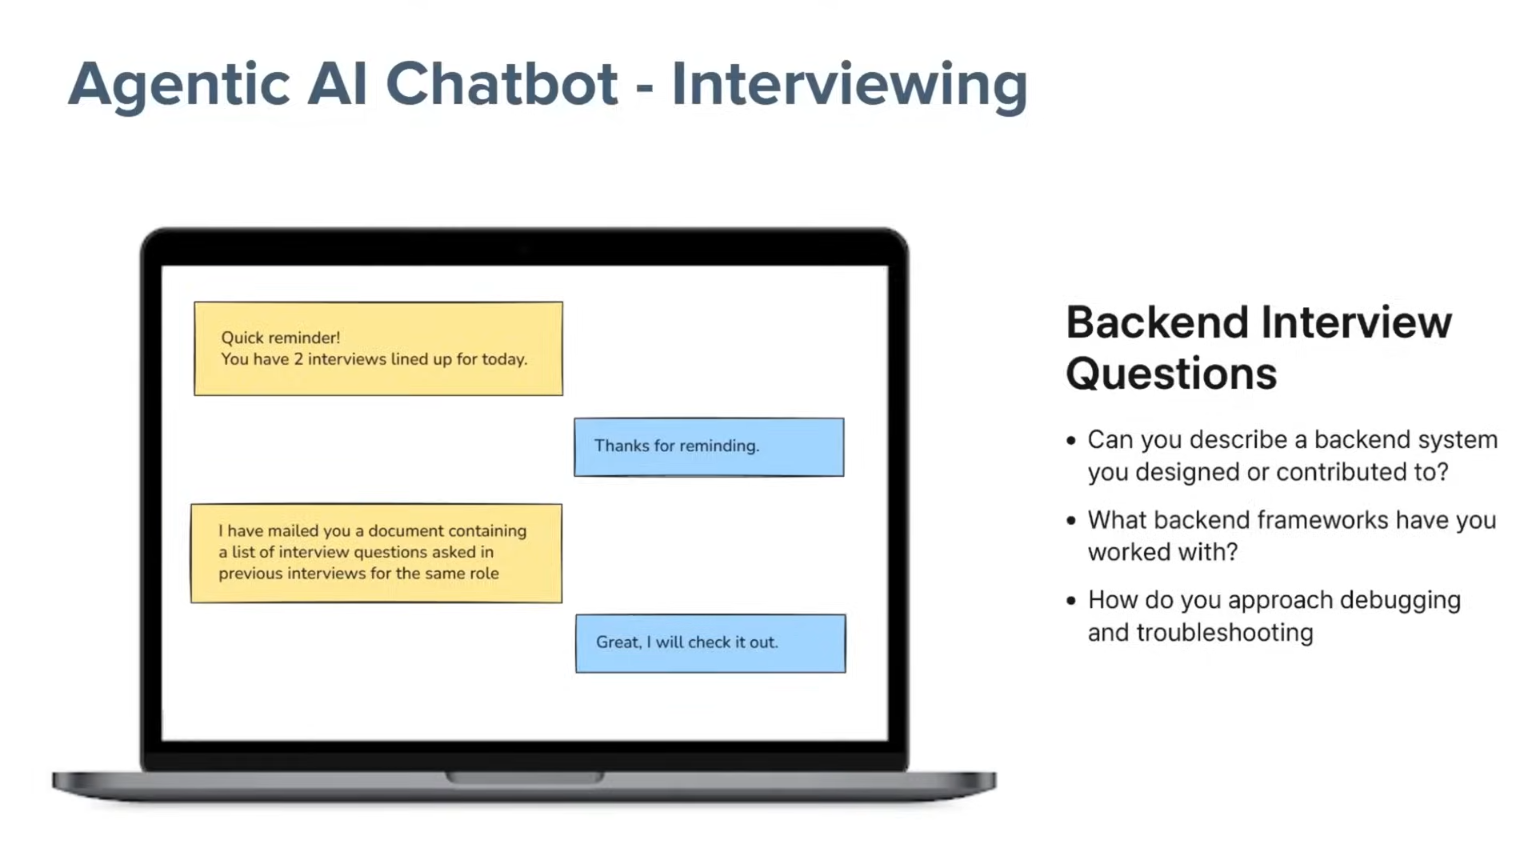 Agentic AI Chatbot - Interviewing
Quick reminder!
You have 2 interviews lined up for today.
Thanks for reminding.
I have mailed you a document containing
a list of interview questions asked in
previous interviews for the same role
Great, I will check it out.
Backend Interview
Questions
• Can you describe a backend system
you designed or contributed to?
• What backend frameworks have you
worked with?
• How do you approach debugging
and troubleshooting